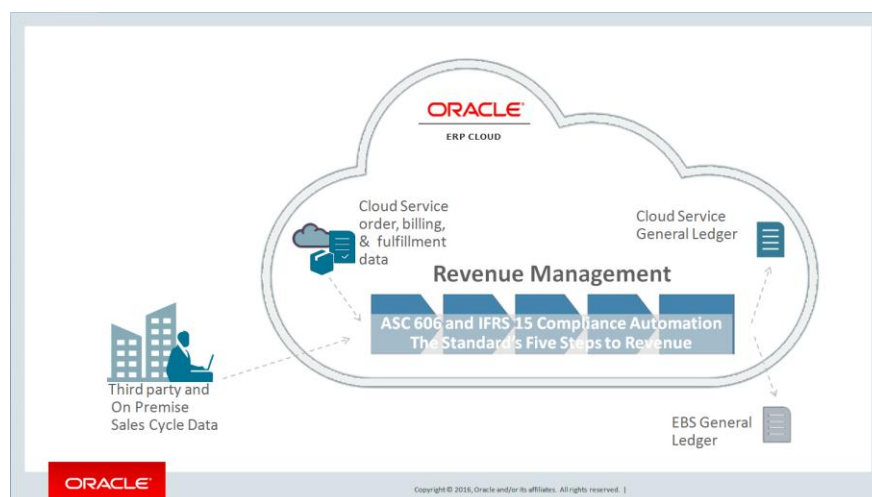 ORACLE
ERP CLOUD
Cloud Service
order, billing,
& fulfillment
data
Cloud Service
General Ledger
Revenue Management
ASC 606 and IFRS 15 Compliance Automation
The Standard's Five Steps to Revenue
Third party and
On Premise
Sales Cycle Data
EBS General
Ledger
ORACLE
Copyright © 2016, Oracle and/or its affiliates. All rights reserved. |